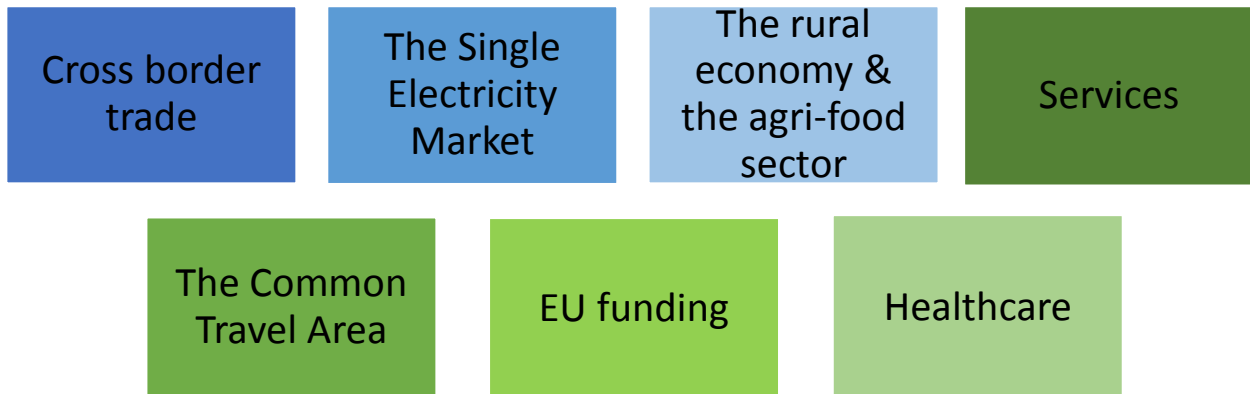 Cross border
trade
The Single
Electricity
Market
The rural
economy &
the agri-food
sector
Services
The Common
Travel Area
EU funding
Healthcare